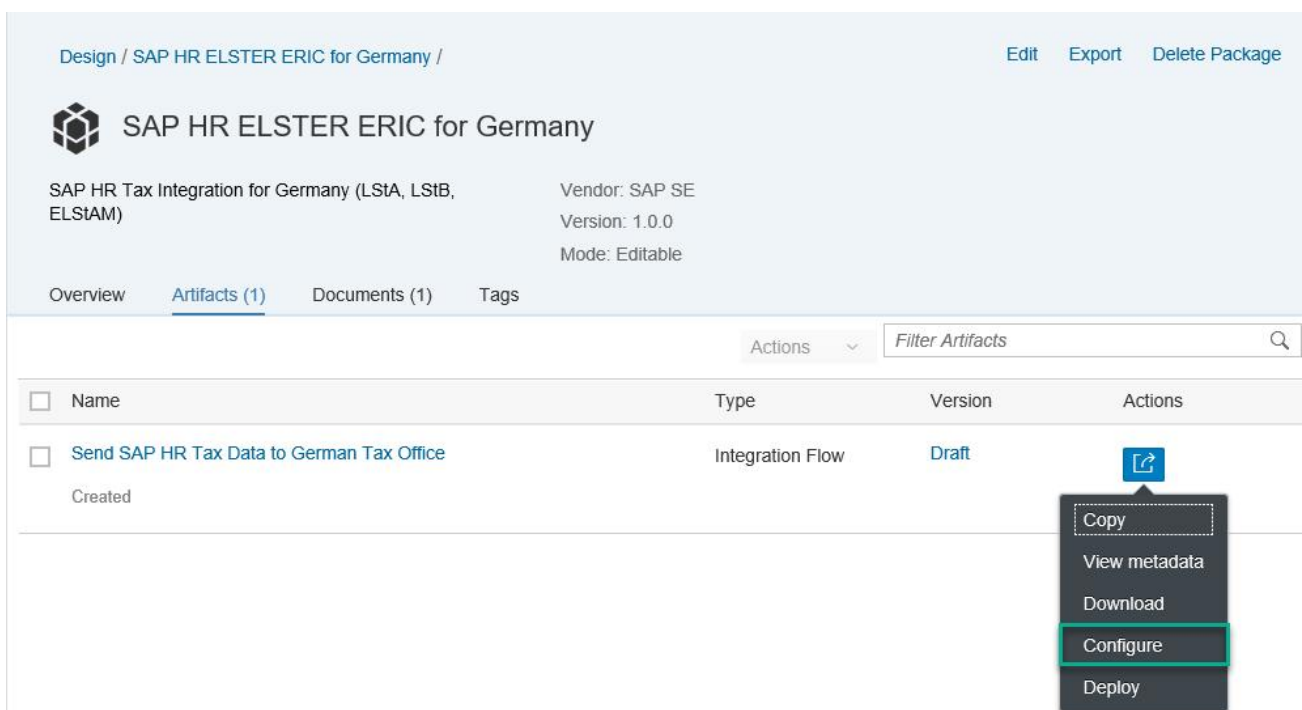 Design / SAP HR ELSTER ERIC for Germany /
Edit Export Delete Package
SAP HR ELSTER ERIC for Germany
SAP HR Tax Integration for Germany (LStA, LStB,
ELStAM)
Vendor: SAP SE
Version: 1.0.0
Mode: Editable
Overview Artifacts (1) Documents (1) Tags
Actions Filter Artifacts
Name Type Version Actions
Send SAP HR Tax Data to German Tax Office Integration Flow Draft
Created
Copy
View metadata
Download
Configure
Deploy